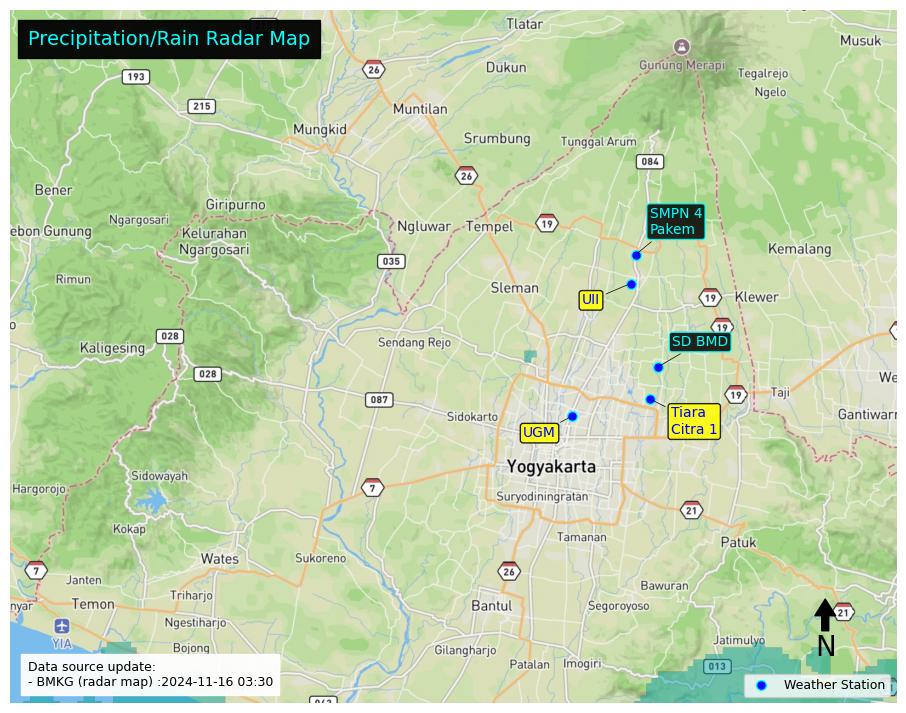 Precipitation/Rain Radar Map
Tlatar
Musuk
26
Gunung Merapi
193
Dukun
Tegalrejo
Ngelo
215
Muntilan
Mungkid
Srumbung
Tunggal Arum
084
26
Bener
Giripurno
SMPN 4
Pakem
Ngargosari
Ngluwar
Tempel
19
ebon Gunung
Kelurahan
Ngargosari
Kemalang
035
Rimun
Sleman
UII
19
Klewer
19
028
Kaligesing
Sendang Rejo
SD BMD
028
We
087
19
Taji
Sidokarto
Tiara
Citra 1
Gantiwarn
UGM
Yogyakarta
Sidowayah
Hargorojo
7
Suryodiningratan
21
Kokap
Tamanan
Patuk
Wates
Sukoreno
7
Janten
26
Bawuran
Triharjo
nyar
Temon
Bantul
Segoroyoso
21
Ngestiharjo
YIA
Bojong
Gilangharjo
Jatimulyo
N
Patalan
Imogiri
013
Data source update:
- BMKG (radar map) :2024-11-16 03:30
Weather Station